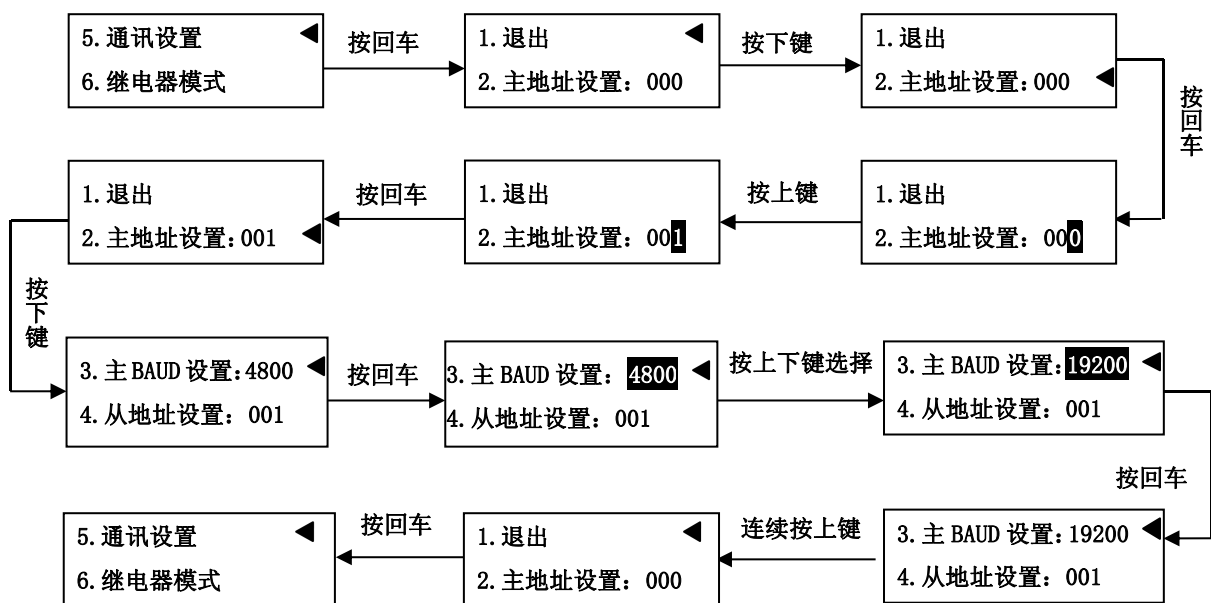 5.通讯设置
6.继电器模式
按回车
1.退出
2.主地址设置：000
按下键
1.退出
2.主地址设置:000
按回车
1.退出
2.主地址设置：000
按上键
1.退出
2.主地址设置：001
按回车
1.退出
2.主地址设置:001
按下键
3.主BAUD设置:4800
4.从地址设置：001
按回车
3.主BAUD设置：4800
4.从地址设置：001
按上下键选择
3.主BAUD设置:19200
4.从地址设置：001
按回车
3.主BAUD设置:19200
4.从地址设置：001
连续按上键
1.退出
2.主地址设置：000
按回车
5.通讯设置
6.继电器模式